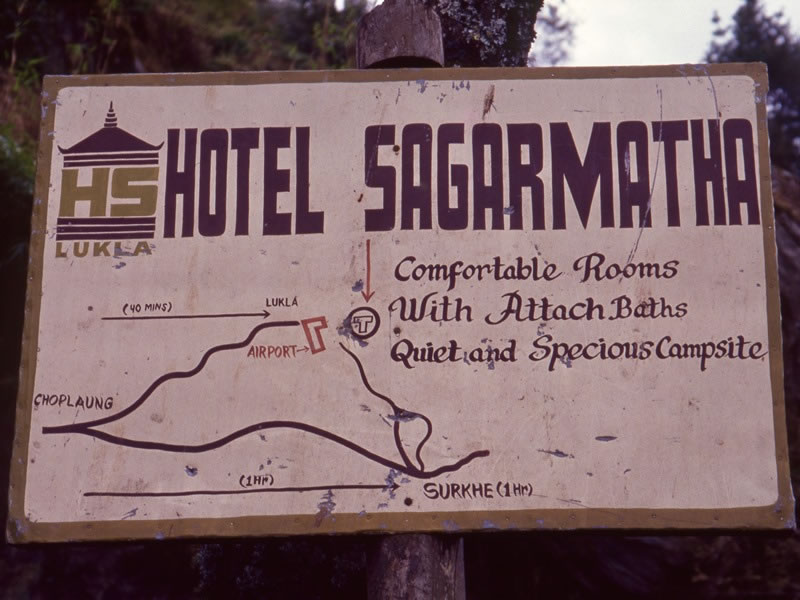 HS
LUKLA
HOTEL SAGARMATHA
Comfortable Rooms
With Attach Baths
Quiet and Specious Campsite
(40 MINS)
LUKLA
AIRPORT
T
CHOPLAUNG
(1Hr)
SURKHE (1Hr)